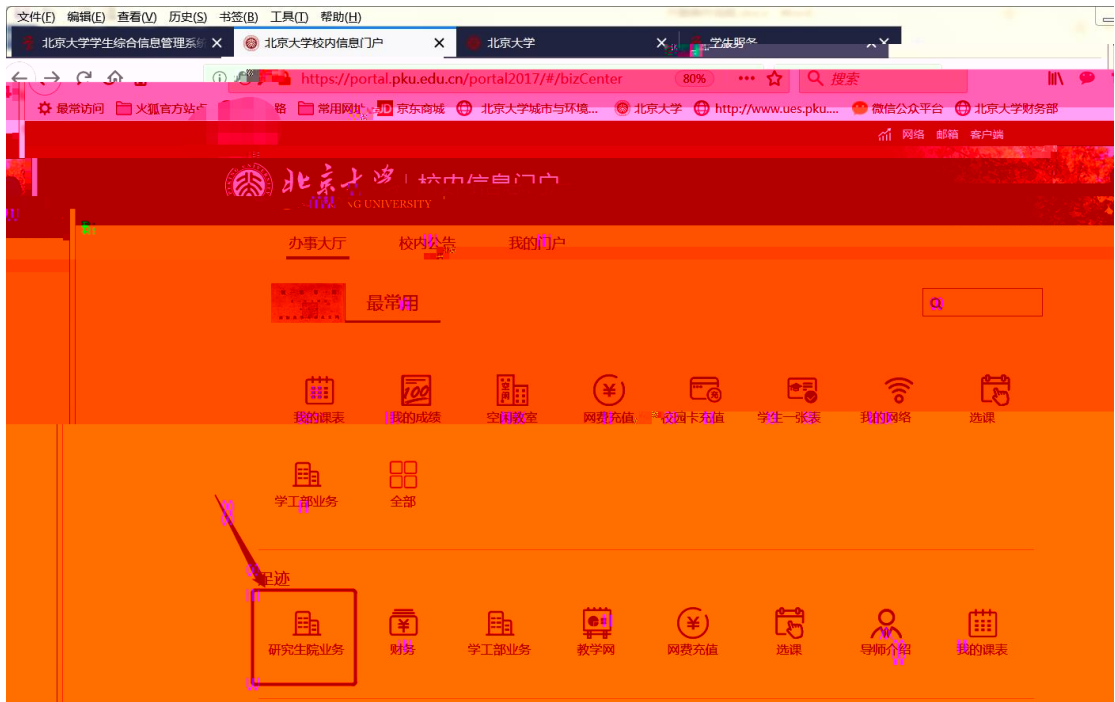 文件(F) 编辑(E) 查看(V) 历史(S) 书签(B) 工具(T) 帮助(H)
北京大学学生综合信息管理系统 北京大学校内信息门户 北京大学
https://portal.pku.edu.cn/portal2017/#/bizCenter 80% 搜索
最常访问 火狐官方站点 常用网址 JD 京东商城 北京大学城市与环境... 北京大学 http://www.ues.pku.... 微信公众平台 北京大学财务部
网络 邮箱 客户端
北京大学 校内信息门户
办事大厅 校内公告 我的门户
最常用
我的课表 我的成绩 空闲教室 网费充值 校园卡充值 学生一张表 我的网络 选课
学工部业务 全部
足迹
研究生院业务 财务 学工部业务 教学网 网费充值 选课 导师介绍 我的课表